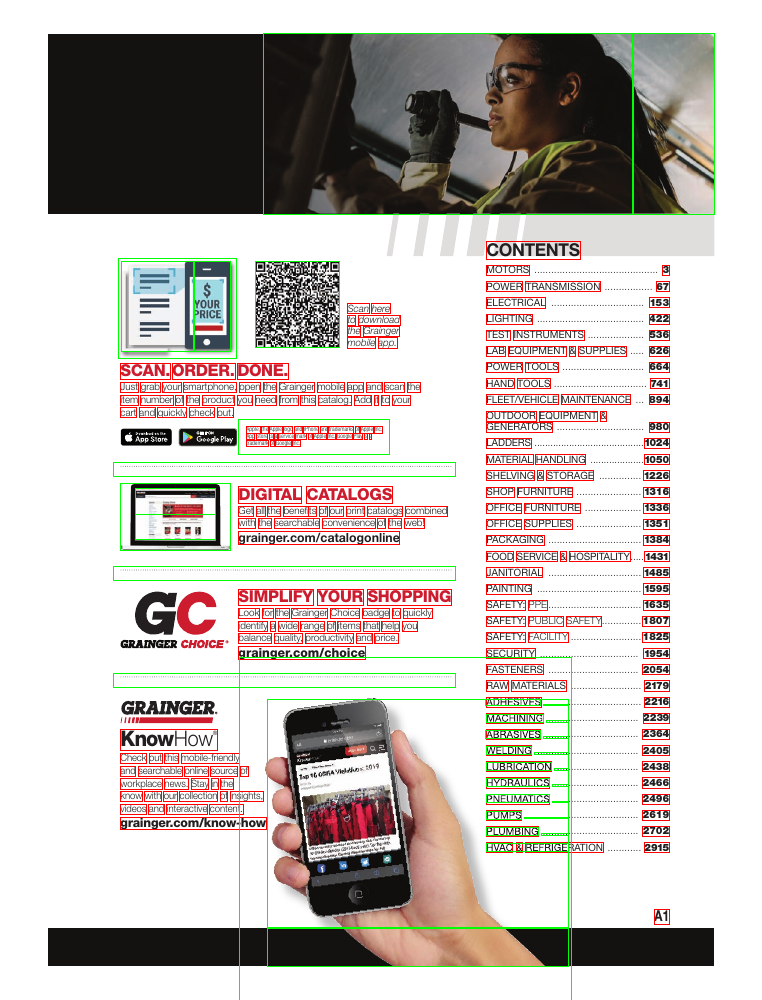 $
YOUR
PRICE
Scan here
to download
the Grainger
mobile app.
SCAN. ORDER. DONE.
Just grab your smartphone, open the Grainger mobile app and scan the
item number of the product you need from this catalog. Add it to your
cart and quickly check out.
Download on the
App Store
GET IT ON
Google Play
DIGITAL CATALOGS
Get all the benefits of our print catalogs combined
with the searchable convenience of the web!
grainger.com/catalogonline
GC
GRAINGER CHOICE®
SIMPLIFY YOUR SHOPPING
Look for the Grainger Choice badge to quickly
identify a wide range of items that help you
balance quality, productivity and price.
grainger.com/choice
GRAINGER.
KnowHow®
Check out this mobile-friendly
and searchable online source of
workplace news. Stay in the
know with our collection of insights,
videos and interactive content.
grainger.com/know-how
Top 10 OSHA Violations: 2019
CONTENTS
MOTORS 3
POWER TRANSMISSION 67
ELECTRICAL 153
LIGHTING 422
TEST INSTRUMENTS 536
LAB EQUIPMENT & SUPPLIES 626
POWER TOOLS 664
HAND TOOLS 741
FLEET/VEHICLE MAINTENANCE 894
OUTDOOR EQUIPMENT &
GENERATORS 980
LADDERS 1024
MATERIAL HANDLING 1050
SHELVING & STORAGE 1226
SHOP FURNITURE 1316
OFFICE FURNITURE 1336
OFFICE SUPPLIES 1351
PACKAGING 1384
FOOD SERVICE & HOSPITALITY 1431
JANITORIAL 1485
PAINTING 1595
SAFETY: PPE 1635
SAFETY: PUBLIC SAFETY 1807
SAFETY: FACILITY 1825
SECURITY 1954
FASTENERS 2054
RAW MATERIALS 2179
ADHESIVES 2216
MACHINING 2239
ABRASIVES 2364
WELDING 2405
LUBRICATION 2438
HYDRAULICS 2466
PNEUMATICS 2496
PUMPS 2619
PLUMBING 2702
HVAC & REFRIGERATION 2915
A1